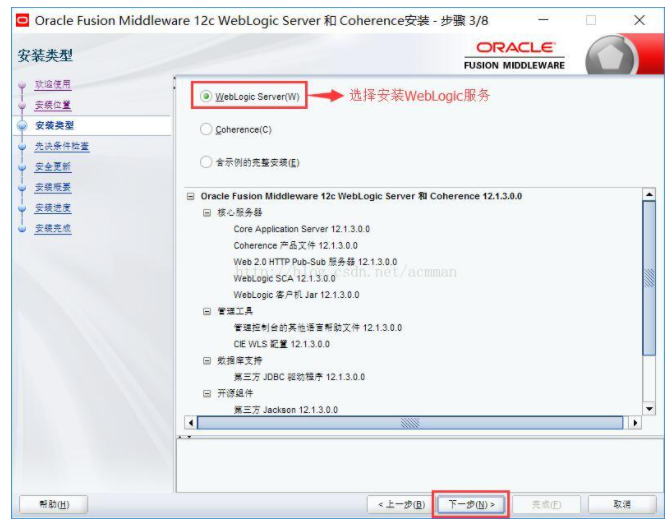 Oracle Fusion Middleware 12c WebLogic Server 和 Coherence安装 - 步骤 3/8
安装类型
ORACLE
FUSION MIDDLEWARE
欢迎使用
安装位置
安装类型
先决条件检查
安全更新
安装概要
安装进度
安装完成
WebLogic Server(W)
选择安装WebLogic服务
Coherence(C)
含示例的完整安装(E)
Oracle Fusion Middleware 12c WebLogic Server 和 Coherence 12.1.3.0.0
核心服务器
Core Application Server 12.1.3.0.0
Coherence 产品文件 12.1.3.0.0
Web 2.0 HTTP Pub-Sub 服务器 12.1.3.0.0
http://blog.csdn.net/acmman
WebLogic SCA 12.1.3.0.0
WebLogic 客户机 Jar 12.1.3.0.0
管理工具
管理控制台的其他语言帮助文件 12.1.3.0.0
CIE WLS 配置 12.1.3.0.0
数据库支持
第三方 JDBC 驱动程序 12.1.3.0.0
开源组件
第三方 Jackson 12.1.3.0.0
帮助(H)
< 上一步(B)
下一步(N) >
完成(F)
取消